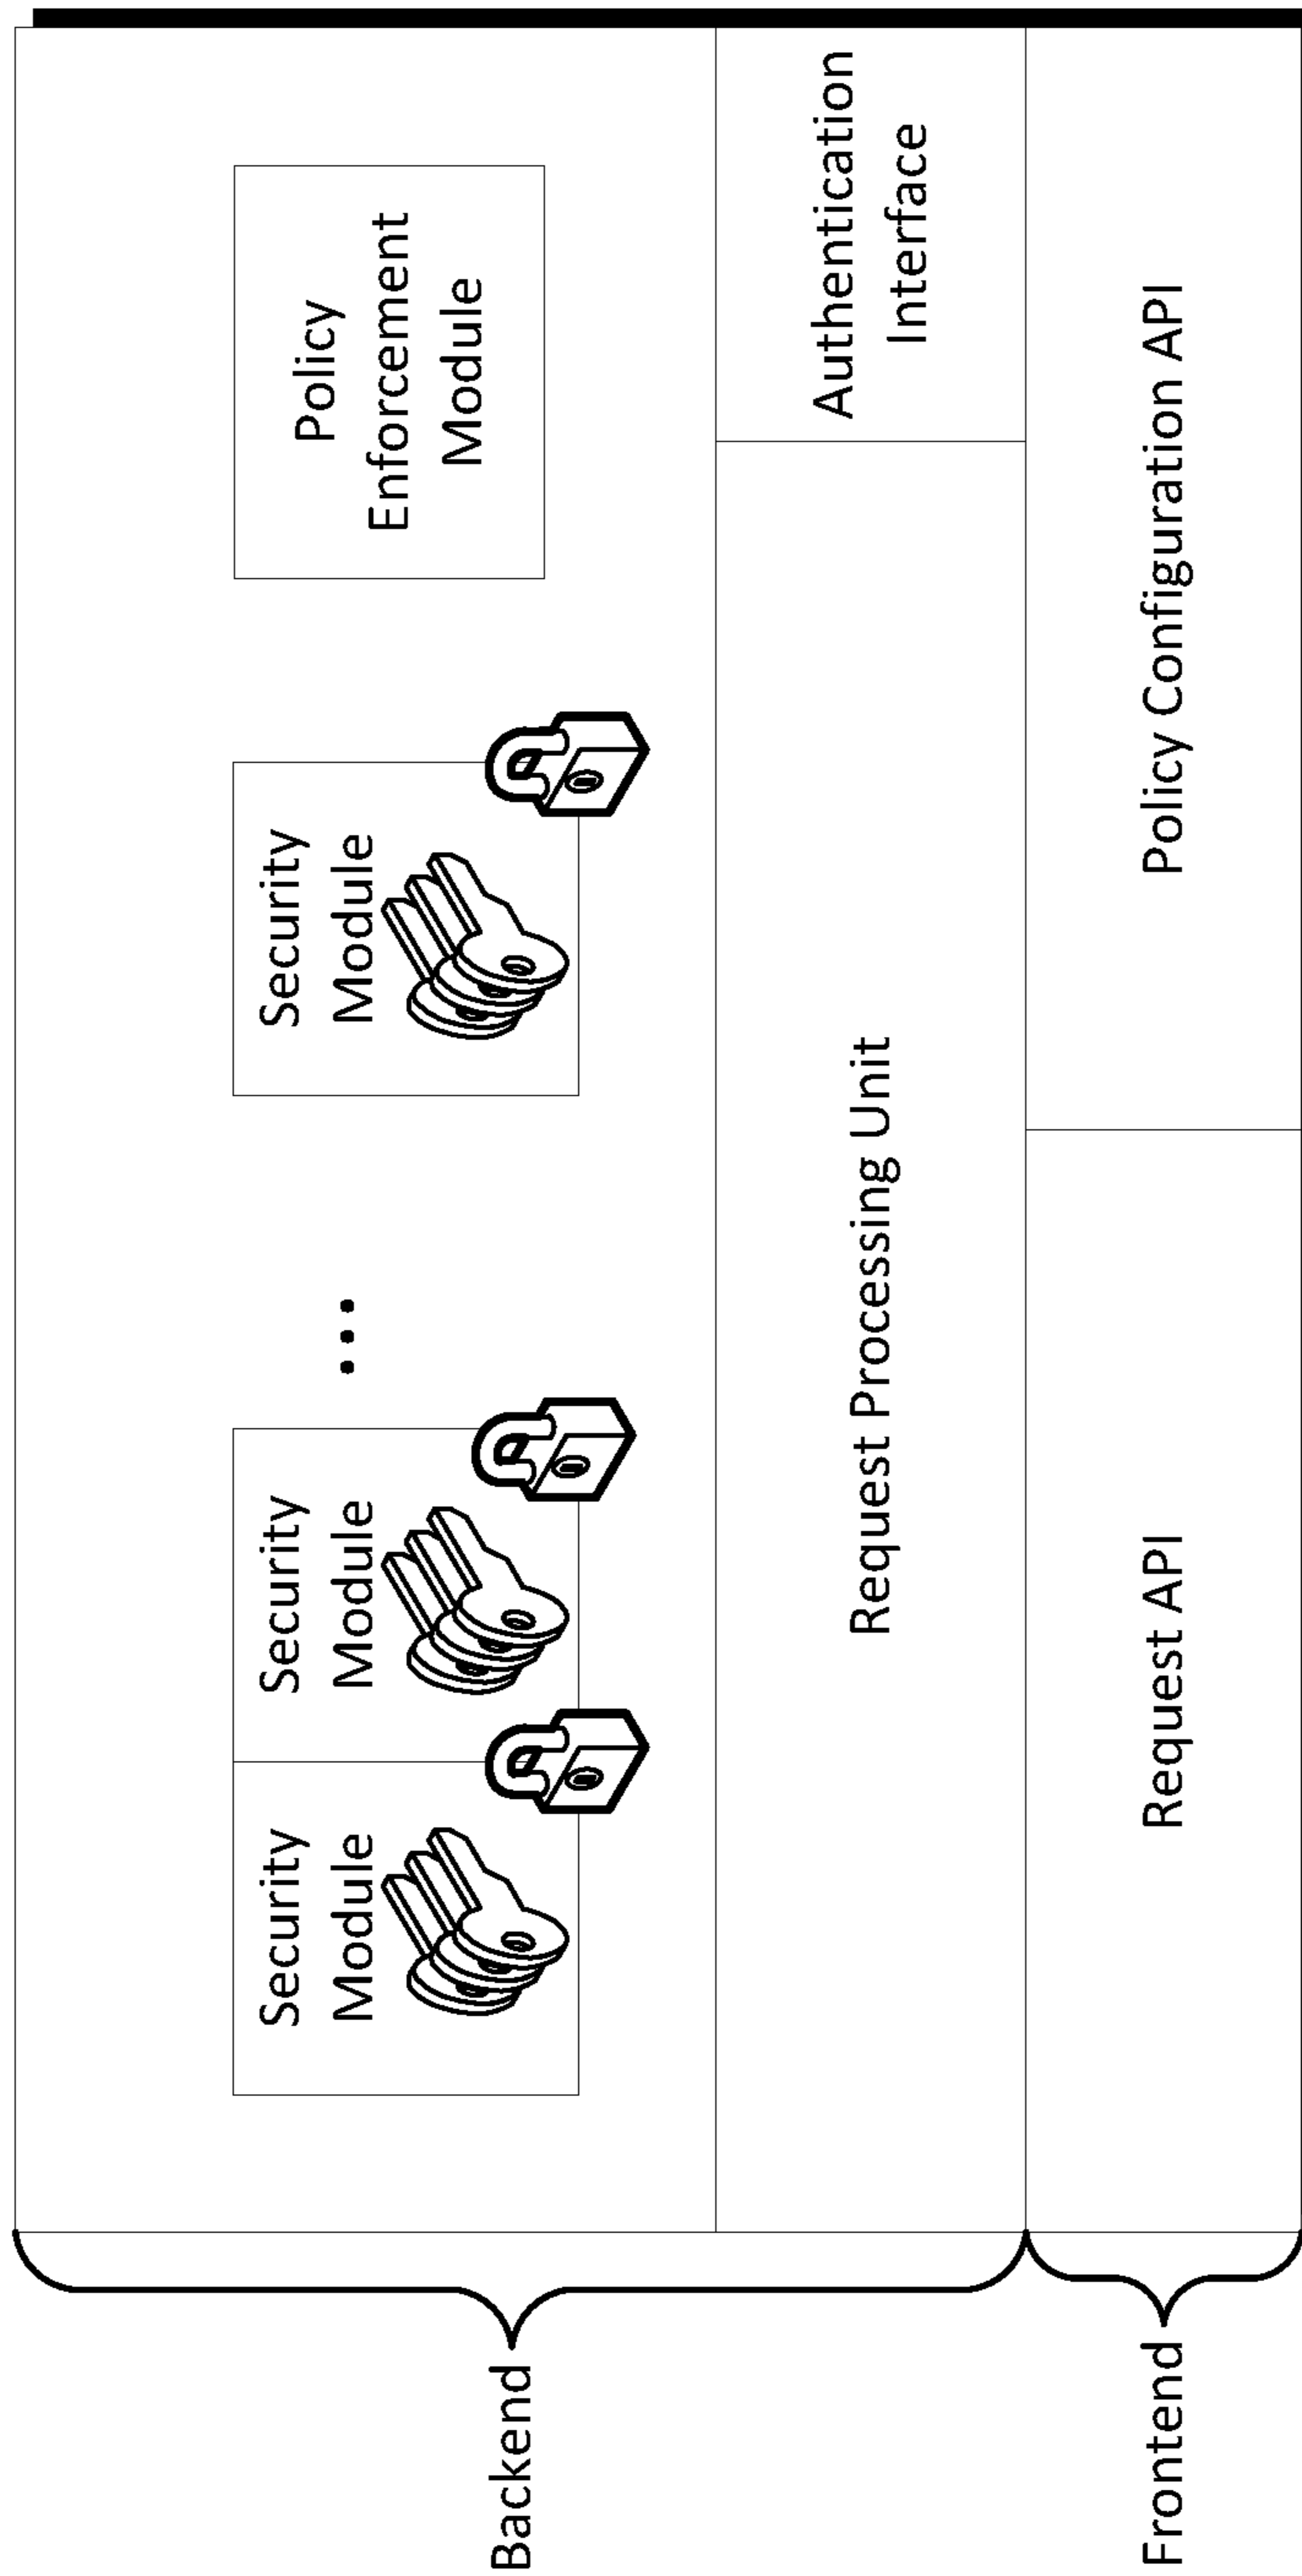 Backend
Security
Module
Security
Module
...
Security
Module
Policy
Enforcement
Module
Request Processing Unit
Authentication
Interface
Frontend
Request API
Policy Configuration API